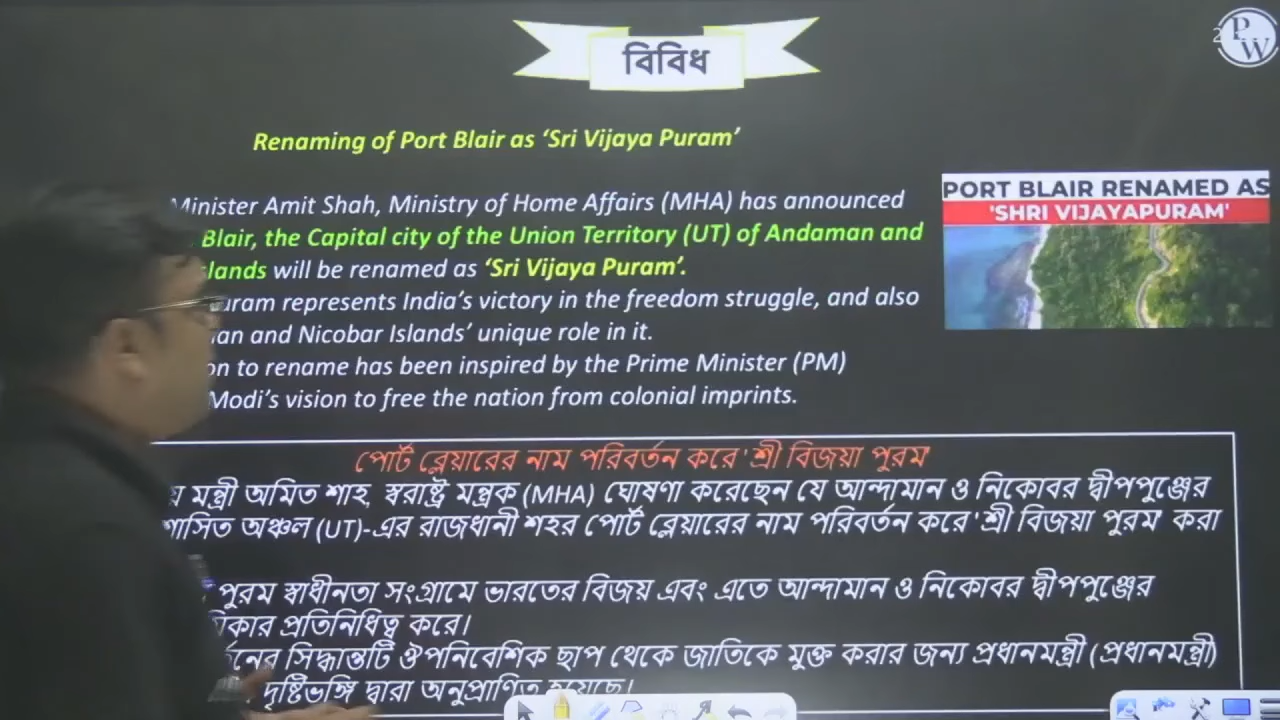 বিবিধ
PW
Renaming of Port Blair as ‘Sri Vijaya Puram’
Minister Amit Shah, Ministry of Home Affairs (MHA) has announced
Blair, the Capital city of the Union Territory (UT) of Andaman and
slands will be renamed as ‘Sri Vijaya Puram’.
uram represents India’s victory in the freedom struggle, and also
an and Nicobar Islands’ unique role in it.
on to rename has been inspired by the Prime Minister (PM)
Modi’s vision to free the nation from colonial imprints.
PORT BLAIR RENAMED AS
'SHRI VIJAYAPURAM'
পোর্ট ব্লেয়ারের নাম পরিবর্তন করে 'শ্রী বিজয়া পুরম'
মন্ত্রী অমিত শাহ, স্বরাষ্ট্র মন্ত্রক (MHA) ঘোষণা করেছেন যে আন্দামান ও নিকোবর দ্বীপপুঞ্জের
শাসিত অঞ্চল (UT)-এর রাজধানী শহর পোর্ট ব্লেয়ারের নাম পরিবর্তন করে 'শ্রী বিজয়া পুরম' করা
পুরম স্বাধীনতা সংগ্রামে ভারতের বিজয় এবং এতে আন্দামান ও নিকোবর দ্বীপপুঞ্জের
মিকার প্রতিনিধিত্ব করে।
র্তনের সিদ্ধান্তটি ঔপনিবেশিক ছাপ থেকে জাতিকে মুক্ত করার জন্য প্রধানমন্ত্রী (প্রধানমন্ত্রী)
দৃষ্টিভঙ্গি দ্বারা অনুপ্রাণিত হয়েছে।